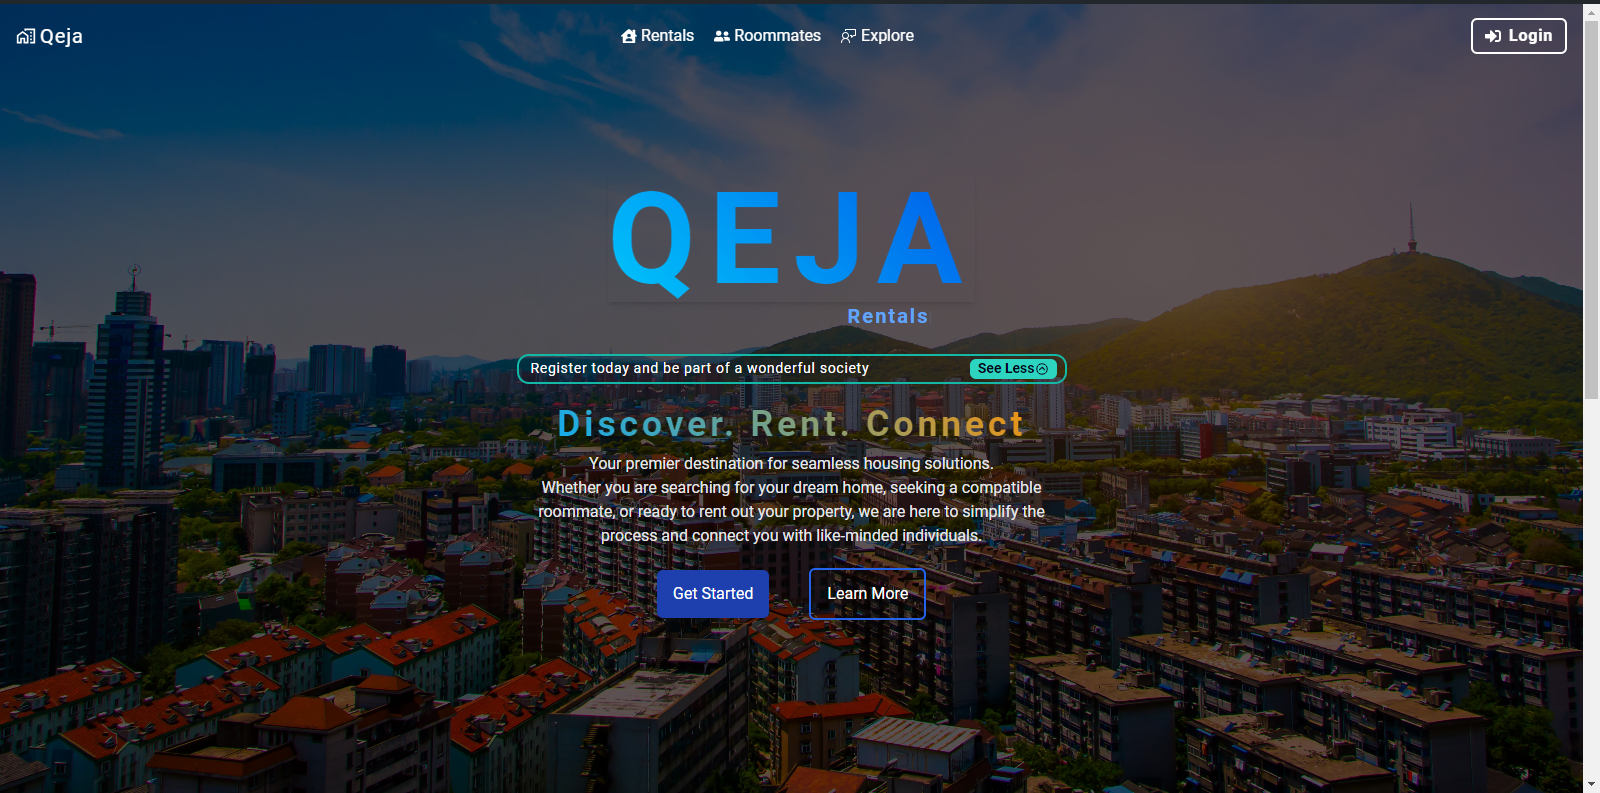 Qeja
Rentals
Roommates
Explore
Login
QEJA
Rentals
Register today and be part of a wonderful society
See Less
Discover. Rent. Connect
Your premier destination for seamless housing solutions.
Whether you are searching for your dream home, seeking a compatible
roommate, or ready to rent out your property, we are here to simplify the
process and connect you with like-minded individuals.
Get Started
Learn More